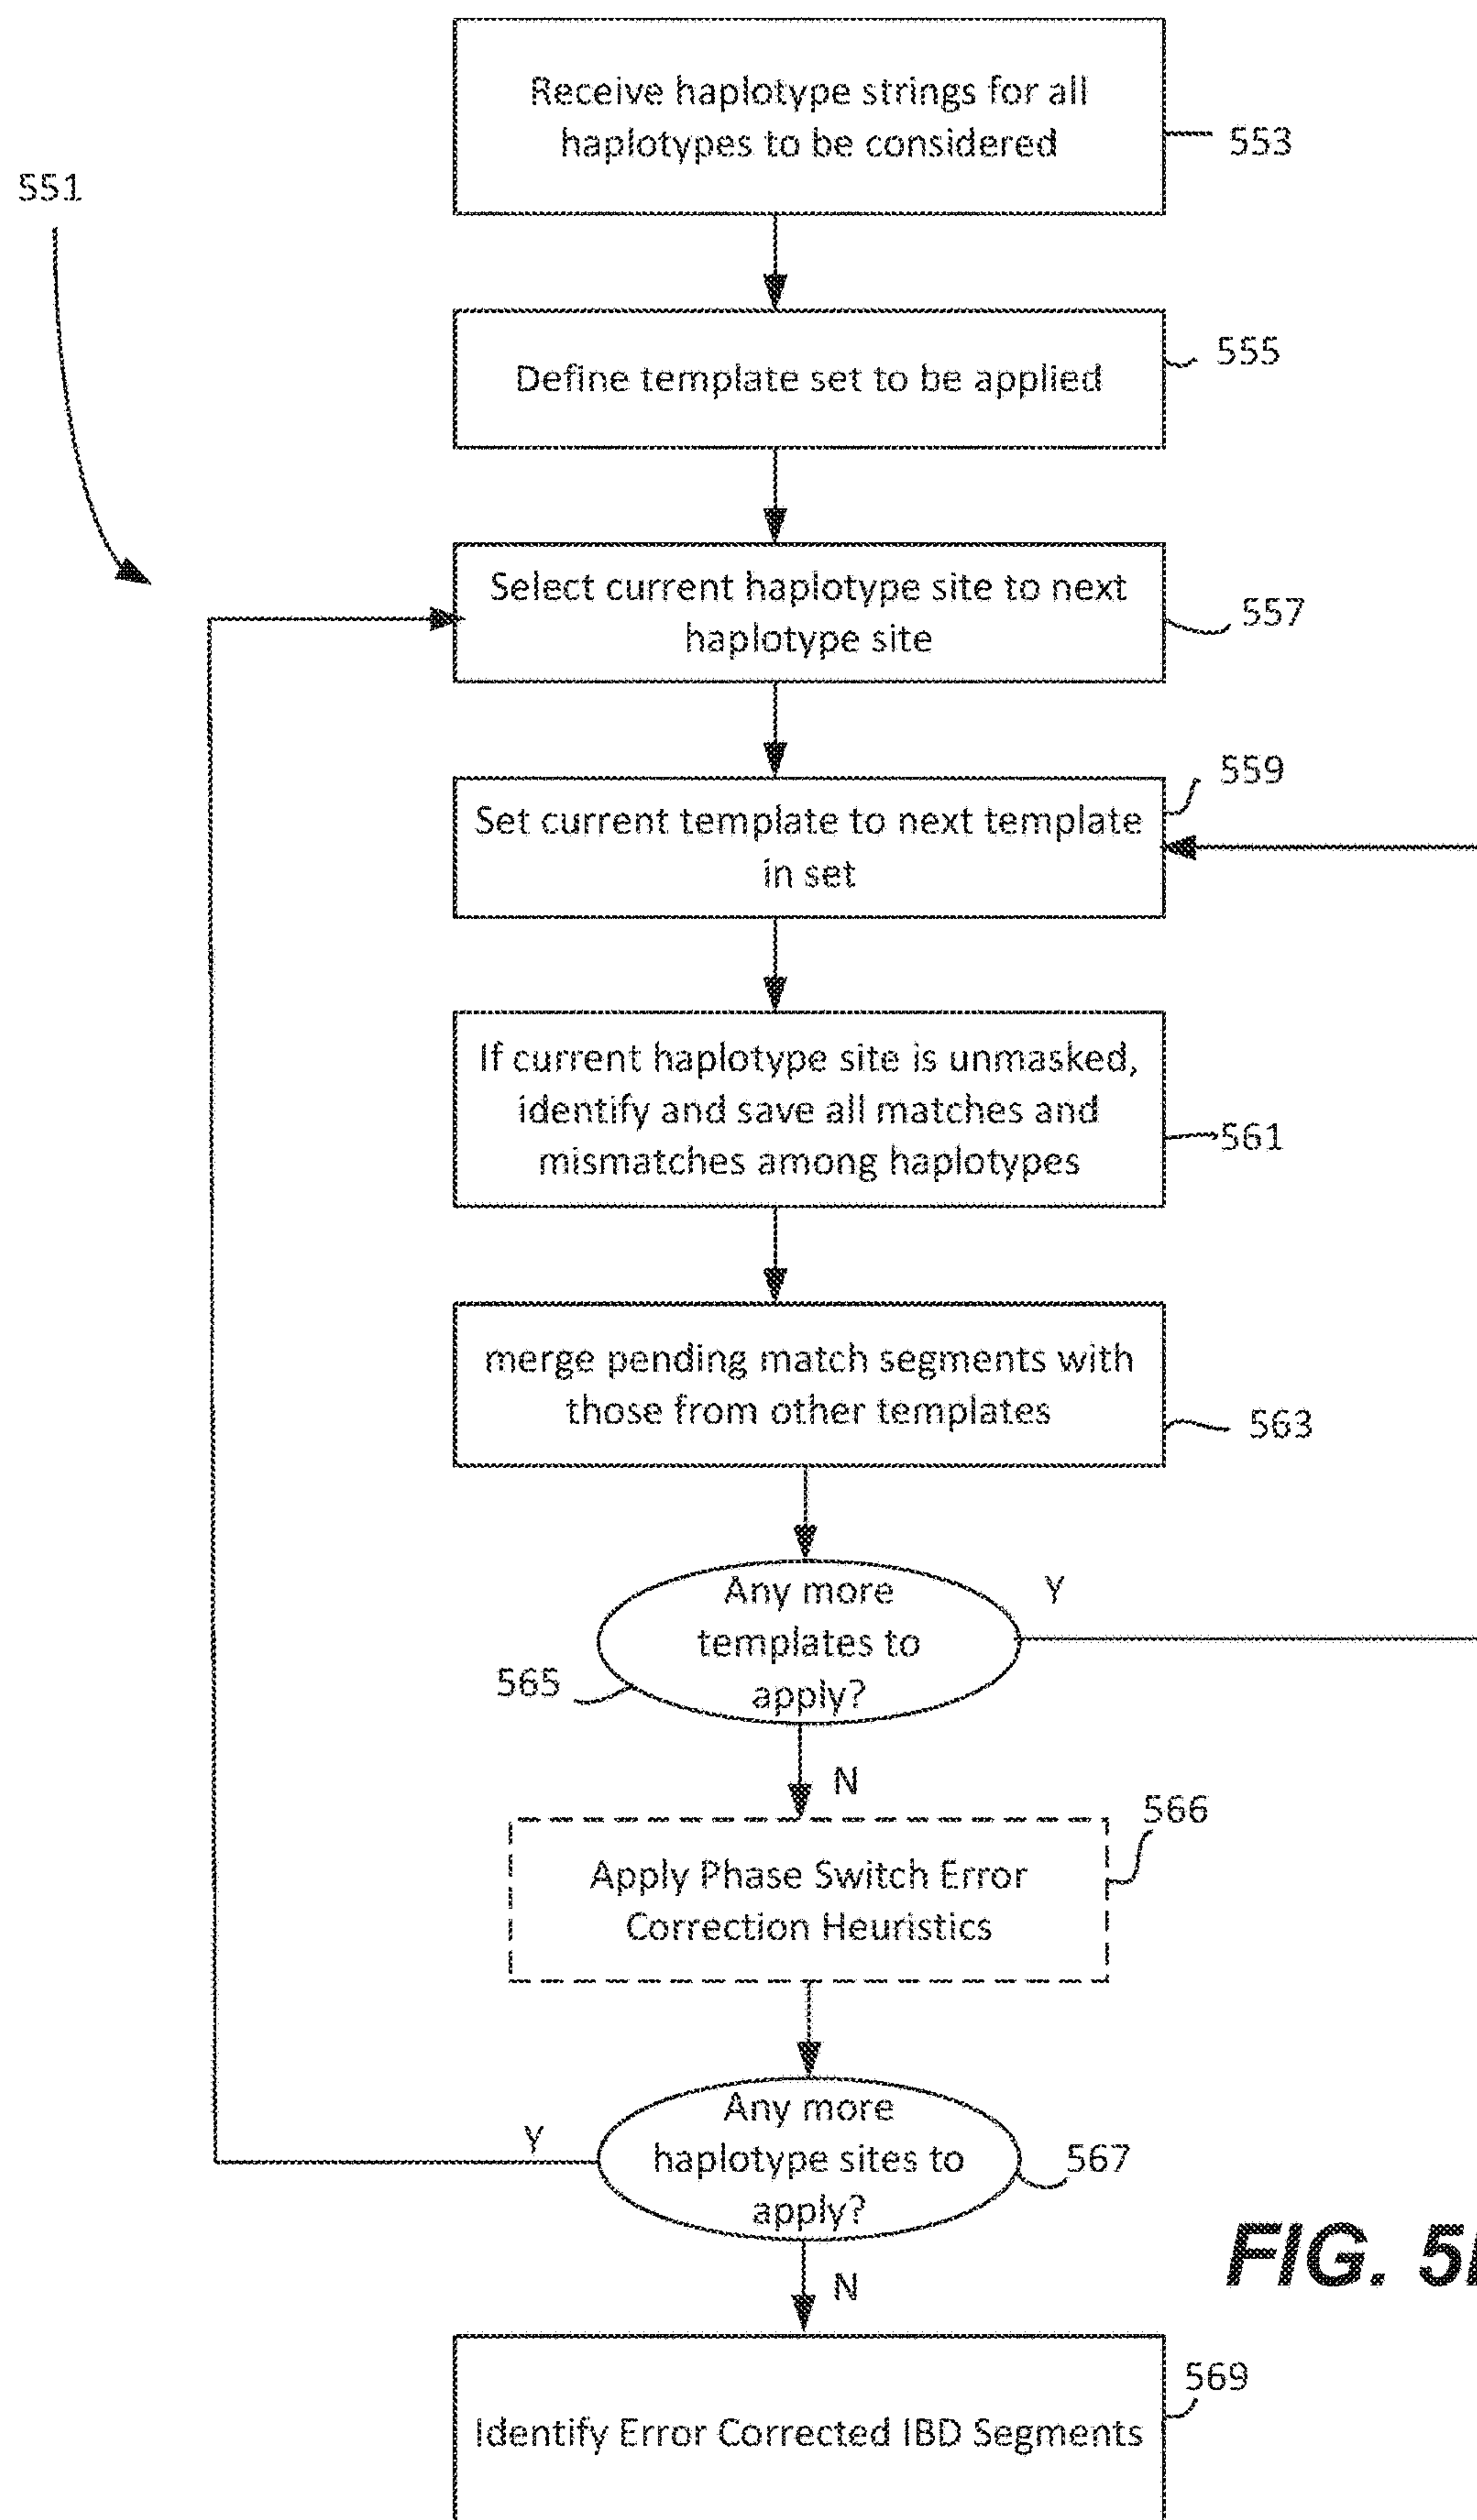 Receive haplotype strings for all
haplotypes to be considered
553
551
Define template set to be applied
555
Select current haplotype site to next
haplotype site
557
Set current template to next template
in set
559
If current haplotype site is unmasked,
identify and save all matches and
mismatches among haplotypes
561
merge pending match segments with
those from other templates
563
Any more
templates to
apply?
Y
565
N
566
Apply Phase Switch Error
Correction Heuristics
Any more
haplotype sites to
apply?
Y
567
N
FIG.
Identify Error Corrected IBD Segments
569